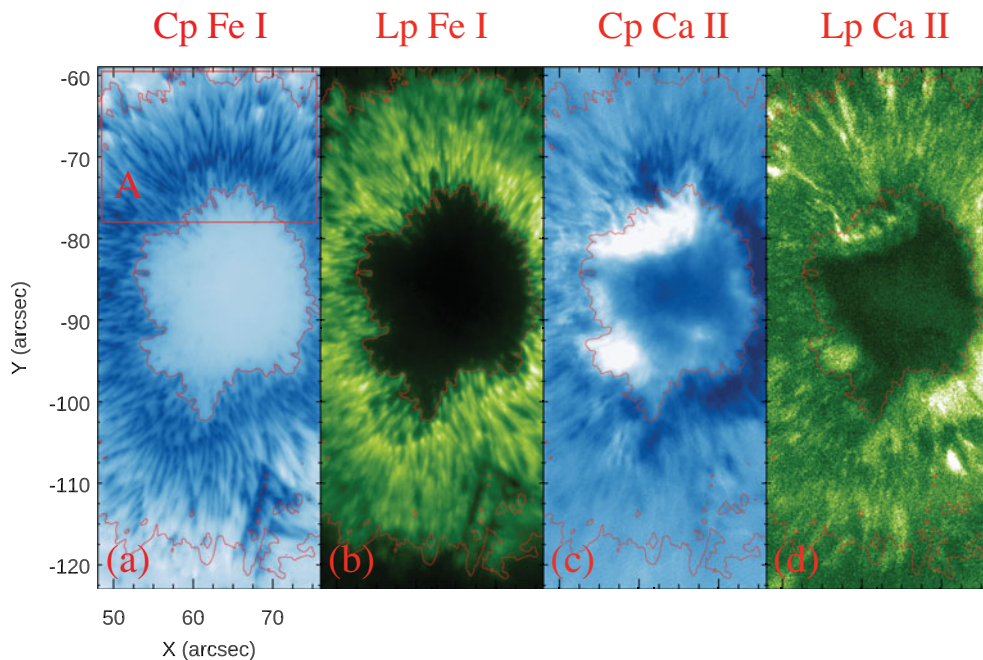 Cp Fe I Lp Fe I Cp Ca II Lp Ca II
-60
-70
A
-80
-90
Y (arcsec)
-100
-110
-120
(a) (b) (c) (d)
50 60 70
X (arcsec)